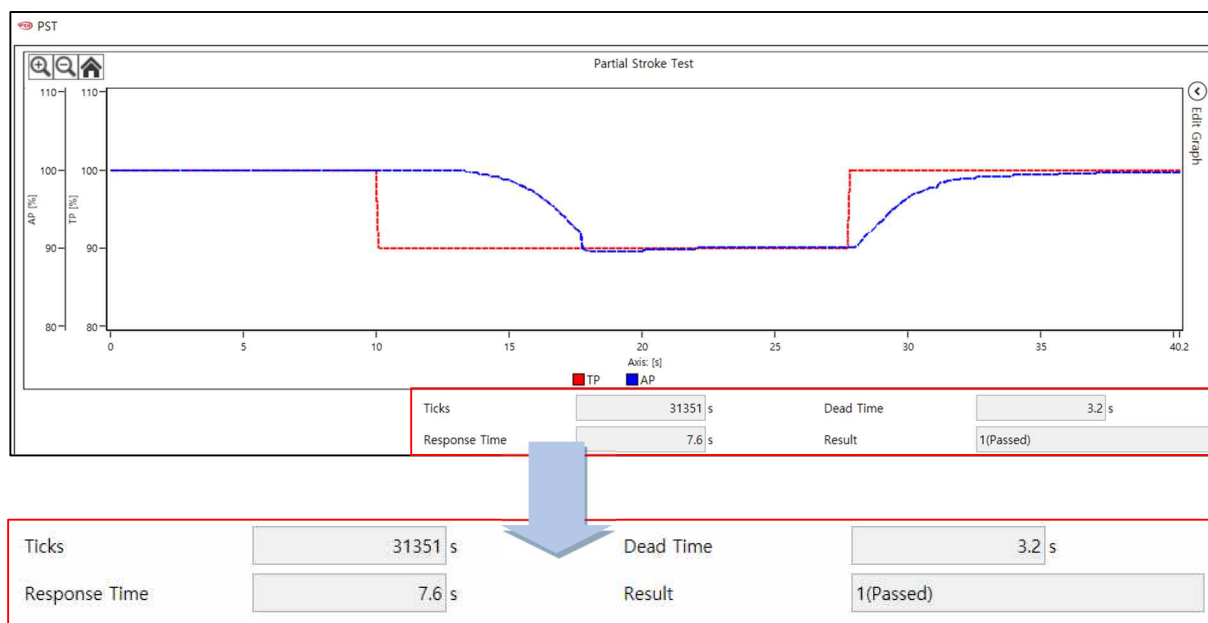 PST
Partial Stroke Test
110 110
100 100
90 90
80 80
AP [%]
TP [%]
Edit Graph
0 5 10 15 20 25 30 35 40.2
Axis: [s]
TP AP
Ticks 31351 s Dead Time 3.2 s
Response Time 7.6 s Result 1(Passed)
Ticks 31351 s Dead Time 3.2 s
Response Time 7.6 s Result 1(Passed)